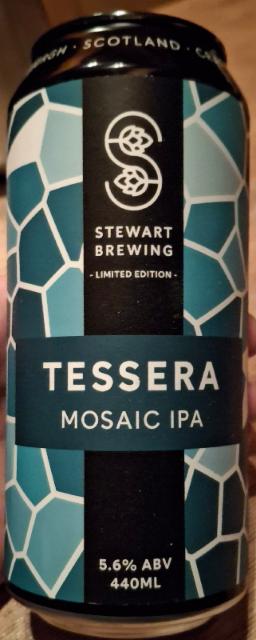 · SCOTLAND ·
STEWART
BREWING
- LIMITED EDITION -
TESSERA
MOSAIC IPA
5.6% ABV
440ML